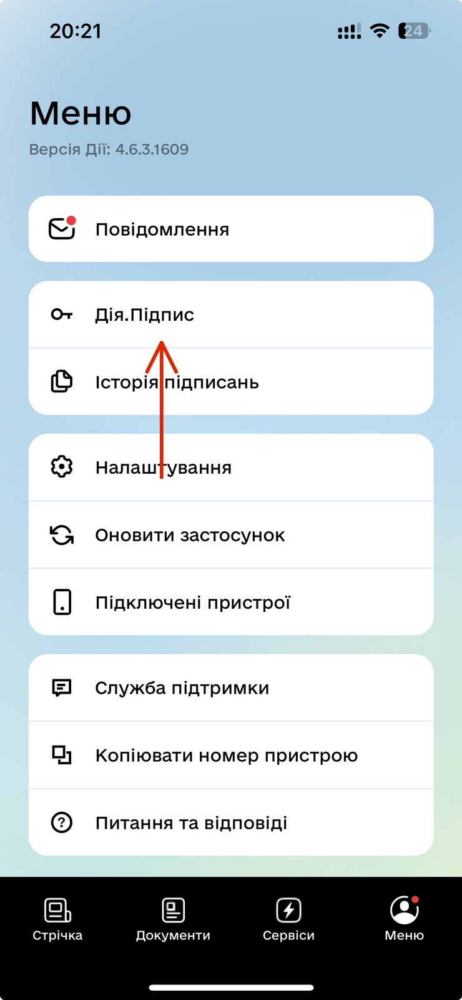 20:21
24
Меню
Версія Дії: 4.6.3.1609
Повідомлення
Дія.Підпис
Історія підписань
Налаштування
Оновити застосунок
Підключені пристрої
Служба підтримки
Копіювати номер пристрою
Питання та відповіді
Стрічка
Документи
Сервіси
Меню